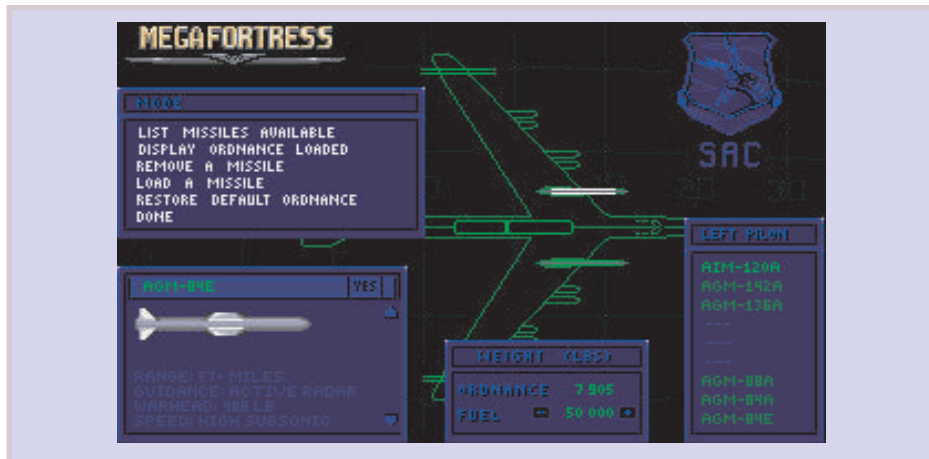 MEGAFORTRESS
MODE
LIST MISSILES AVAILABLE
DISPLAY ORDNANCE LOADED
REMOVE A MISSILE
LOAD A MISSILE
RESTORE DEFAULT ORDNANCE
DONE
SAC
AGM-84E YES
RANGE: 57+ MILES
GUIDANCE: ACTIVE RADAR
WARHEAD: 488 LB
SPEED: HIGH SUBSONIC
WEIGHT (LBS)
ORDNANCE 7 905
FUEL - 50 000 +
LEFT PILON
AIM-120A
AGM-142A
AGM-136A
---
---
---
AGM-88A
AGM-84A
AGM-84E